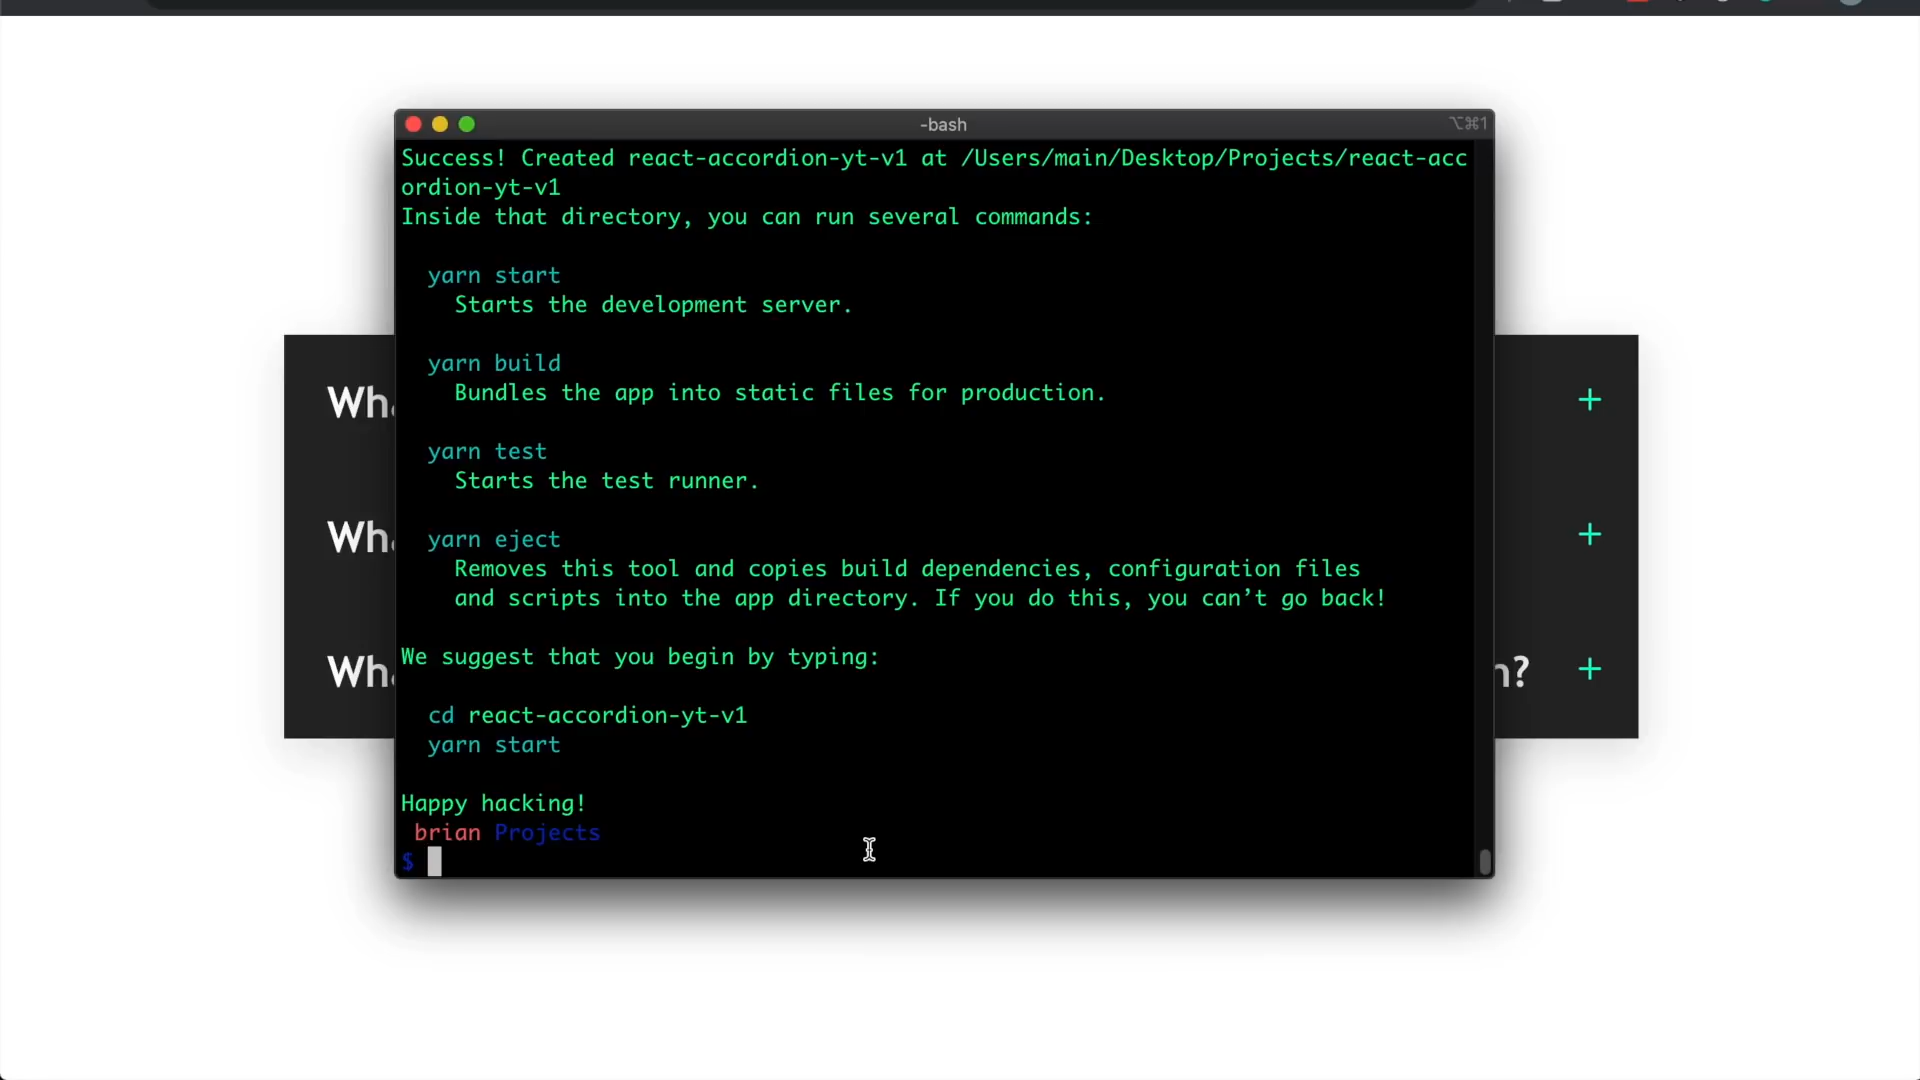 -bash
⌥⌘1
Success! Created react-accordion-yt-v1 at /Users/main/Desktop/Projects/react-acc
ordion-yt-v1
Inside that directory, you can run several commands:
yarn start
Starts the development server.
yarn build
Bundles the app into static files for production.
yarn test
Starts the test runner.
yarn eject
Removes this tool and copies build dependencies, configuration files
and scripts into the app directory. If you do this, you can’t go back!
We suggest that you begin by typing:
cd react-accordion-yt-v1
yarn start
Happy hacking!
brian Projects
$
+
+
+